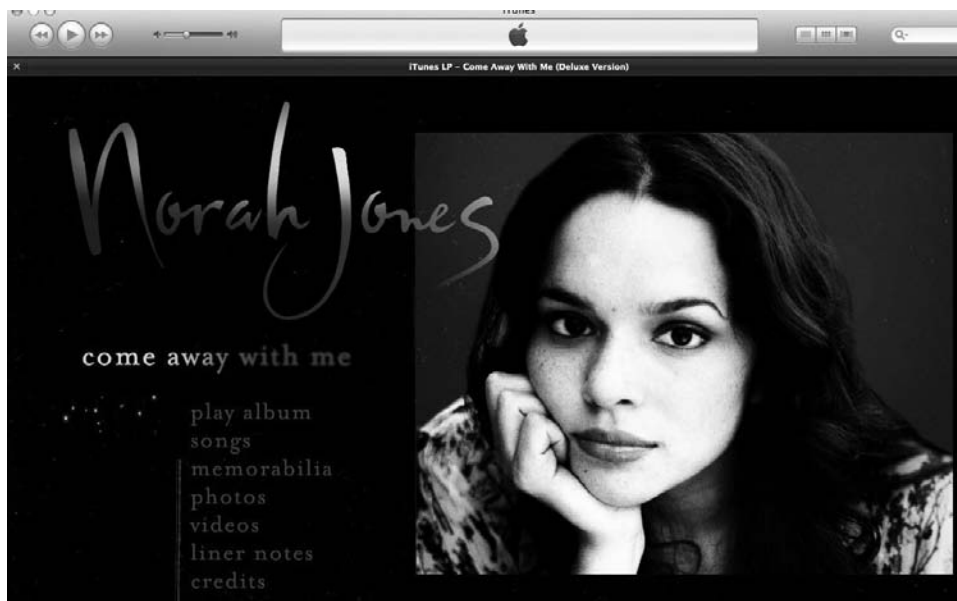 iTunes
iTunes LP – Come Away With Me (Deluxe Version)
Norah Jones
come away with me
play album
songs
memorabilia
photos
videos
liner notes
credits